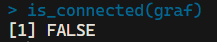 > is_connected(graf)
[1] FALSE